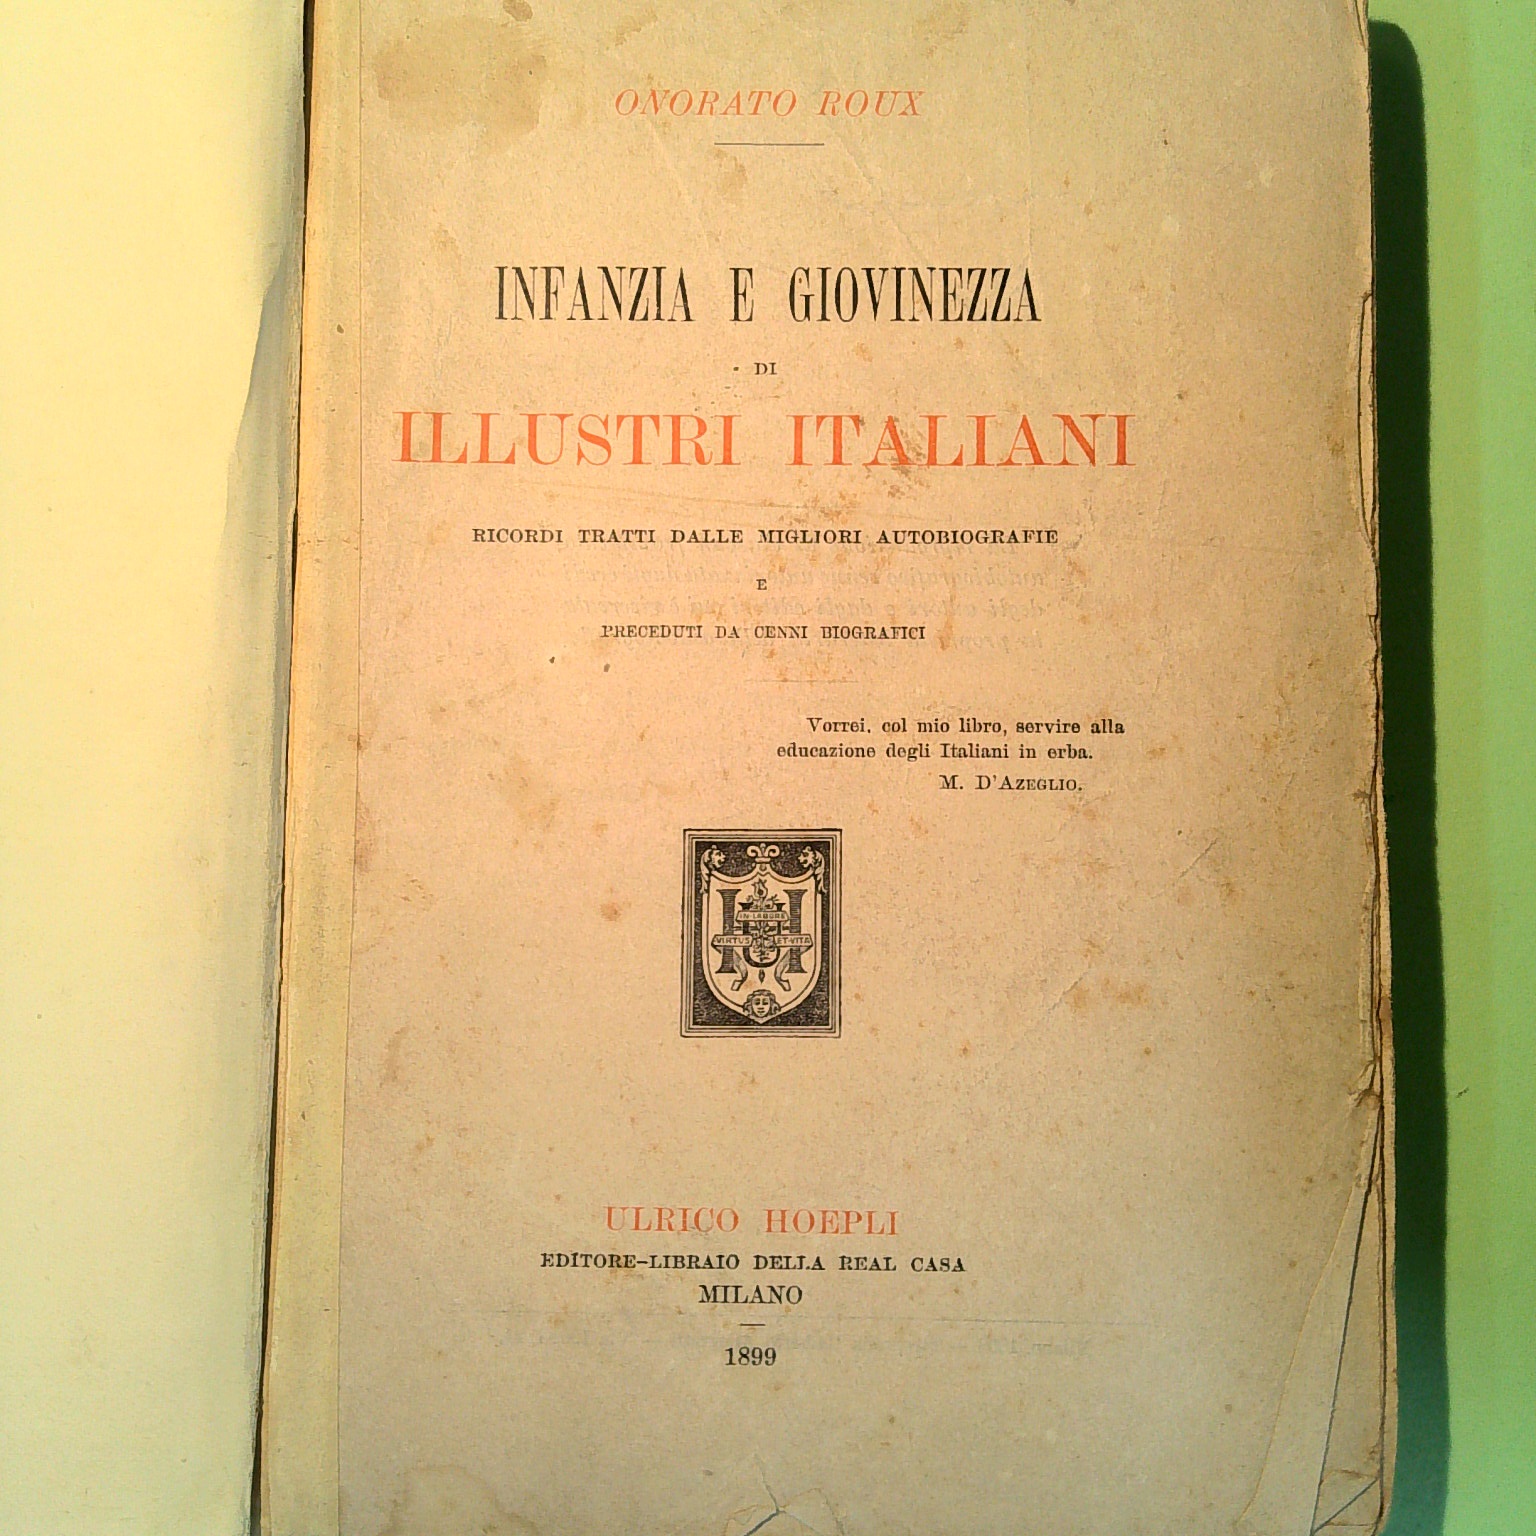 ONORATO ROUX
INFANZIA E GIOVINEZZA
DI
ILLUSTRI ITALIANI
RICORDI TRATTI DALLE MIGLIORI AUTOBIOGRAFIE
E
PRECEDUTI DA CENNI BIOGRAFICI
Vorrei, col mio libro, servire alla
educazione degli Italiani in erba.
M. D'AZEGLIO.
IN LABORE
VIRTUS ET VITA
ULRICO HOEPLI
EDITORE-LIBRAIO DELLA REAL CASA
MILANO
1899